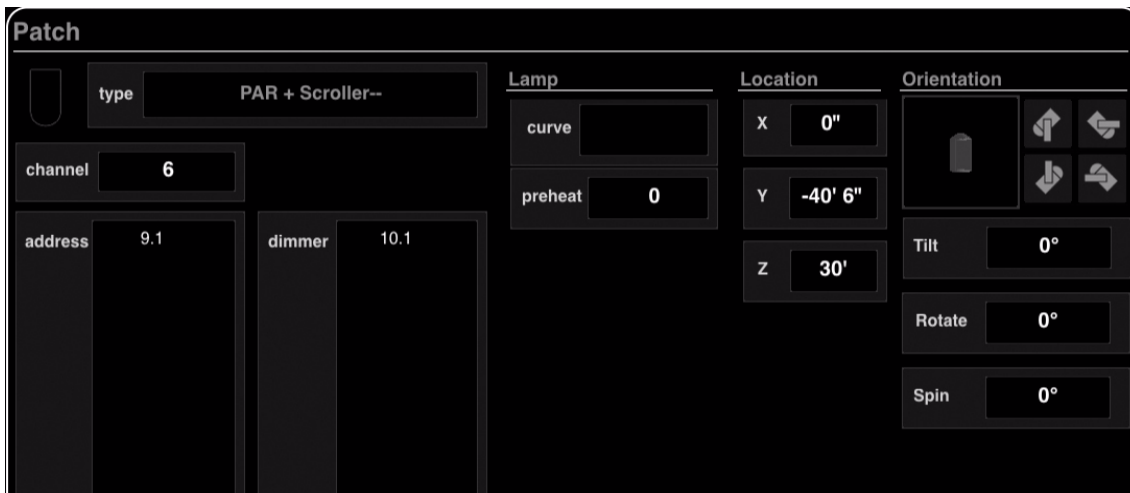 Patch
type PAR + Scroller--
channel 6
address 9.1
dimmer 10.1
Lamp
curve
preheat 0
Location
X 0"
Y -40' 6"
Z 30'
Orientation
Tilt 0°
Rotate 0°
Spin 0°